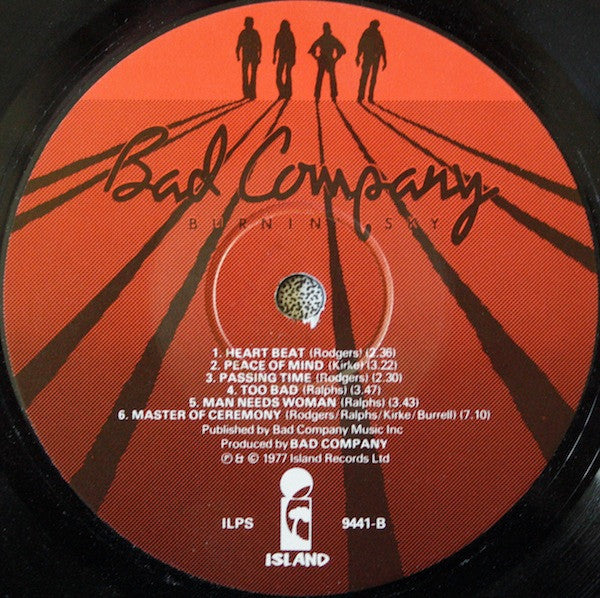 Bad Company
BURNIN' SKY
1. HEART BEAT (Rodgers) (2.36)
2. PEACE OF MIND (Kirke) (3.22)
3. PASSING TIME (Rodgers) (2.30)
4. TOO BAD (Ralphs) (3.47)
5. MAN NEEDS WOMAN (Ralphs) (3.43)
6. MASTER OF CEREMONY (Rodgers/Ralphs/Kirke/Burrell) (7.10)
Published by Bad Company Music Inc
Produced by BAD COMPANY
℗ & © 1977 Island Records Ltd
ILPS 9441-B
ISLAND